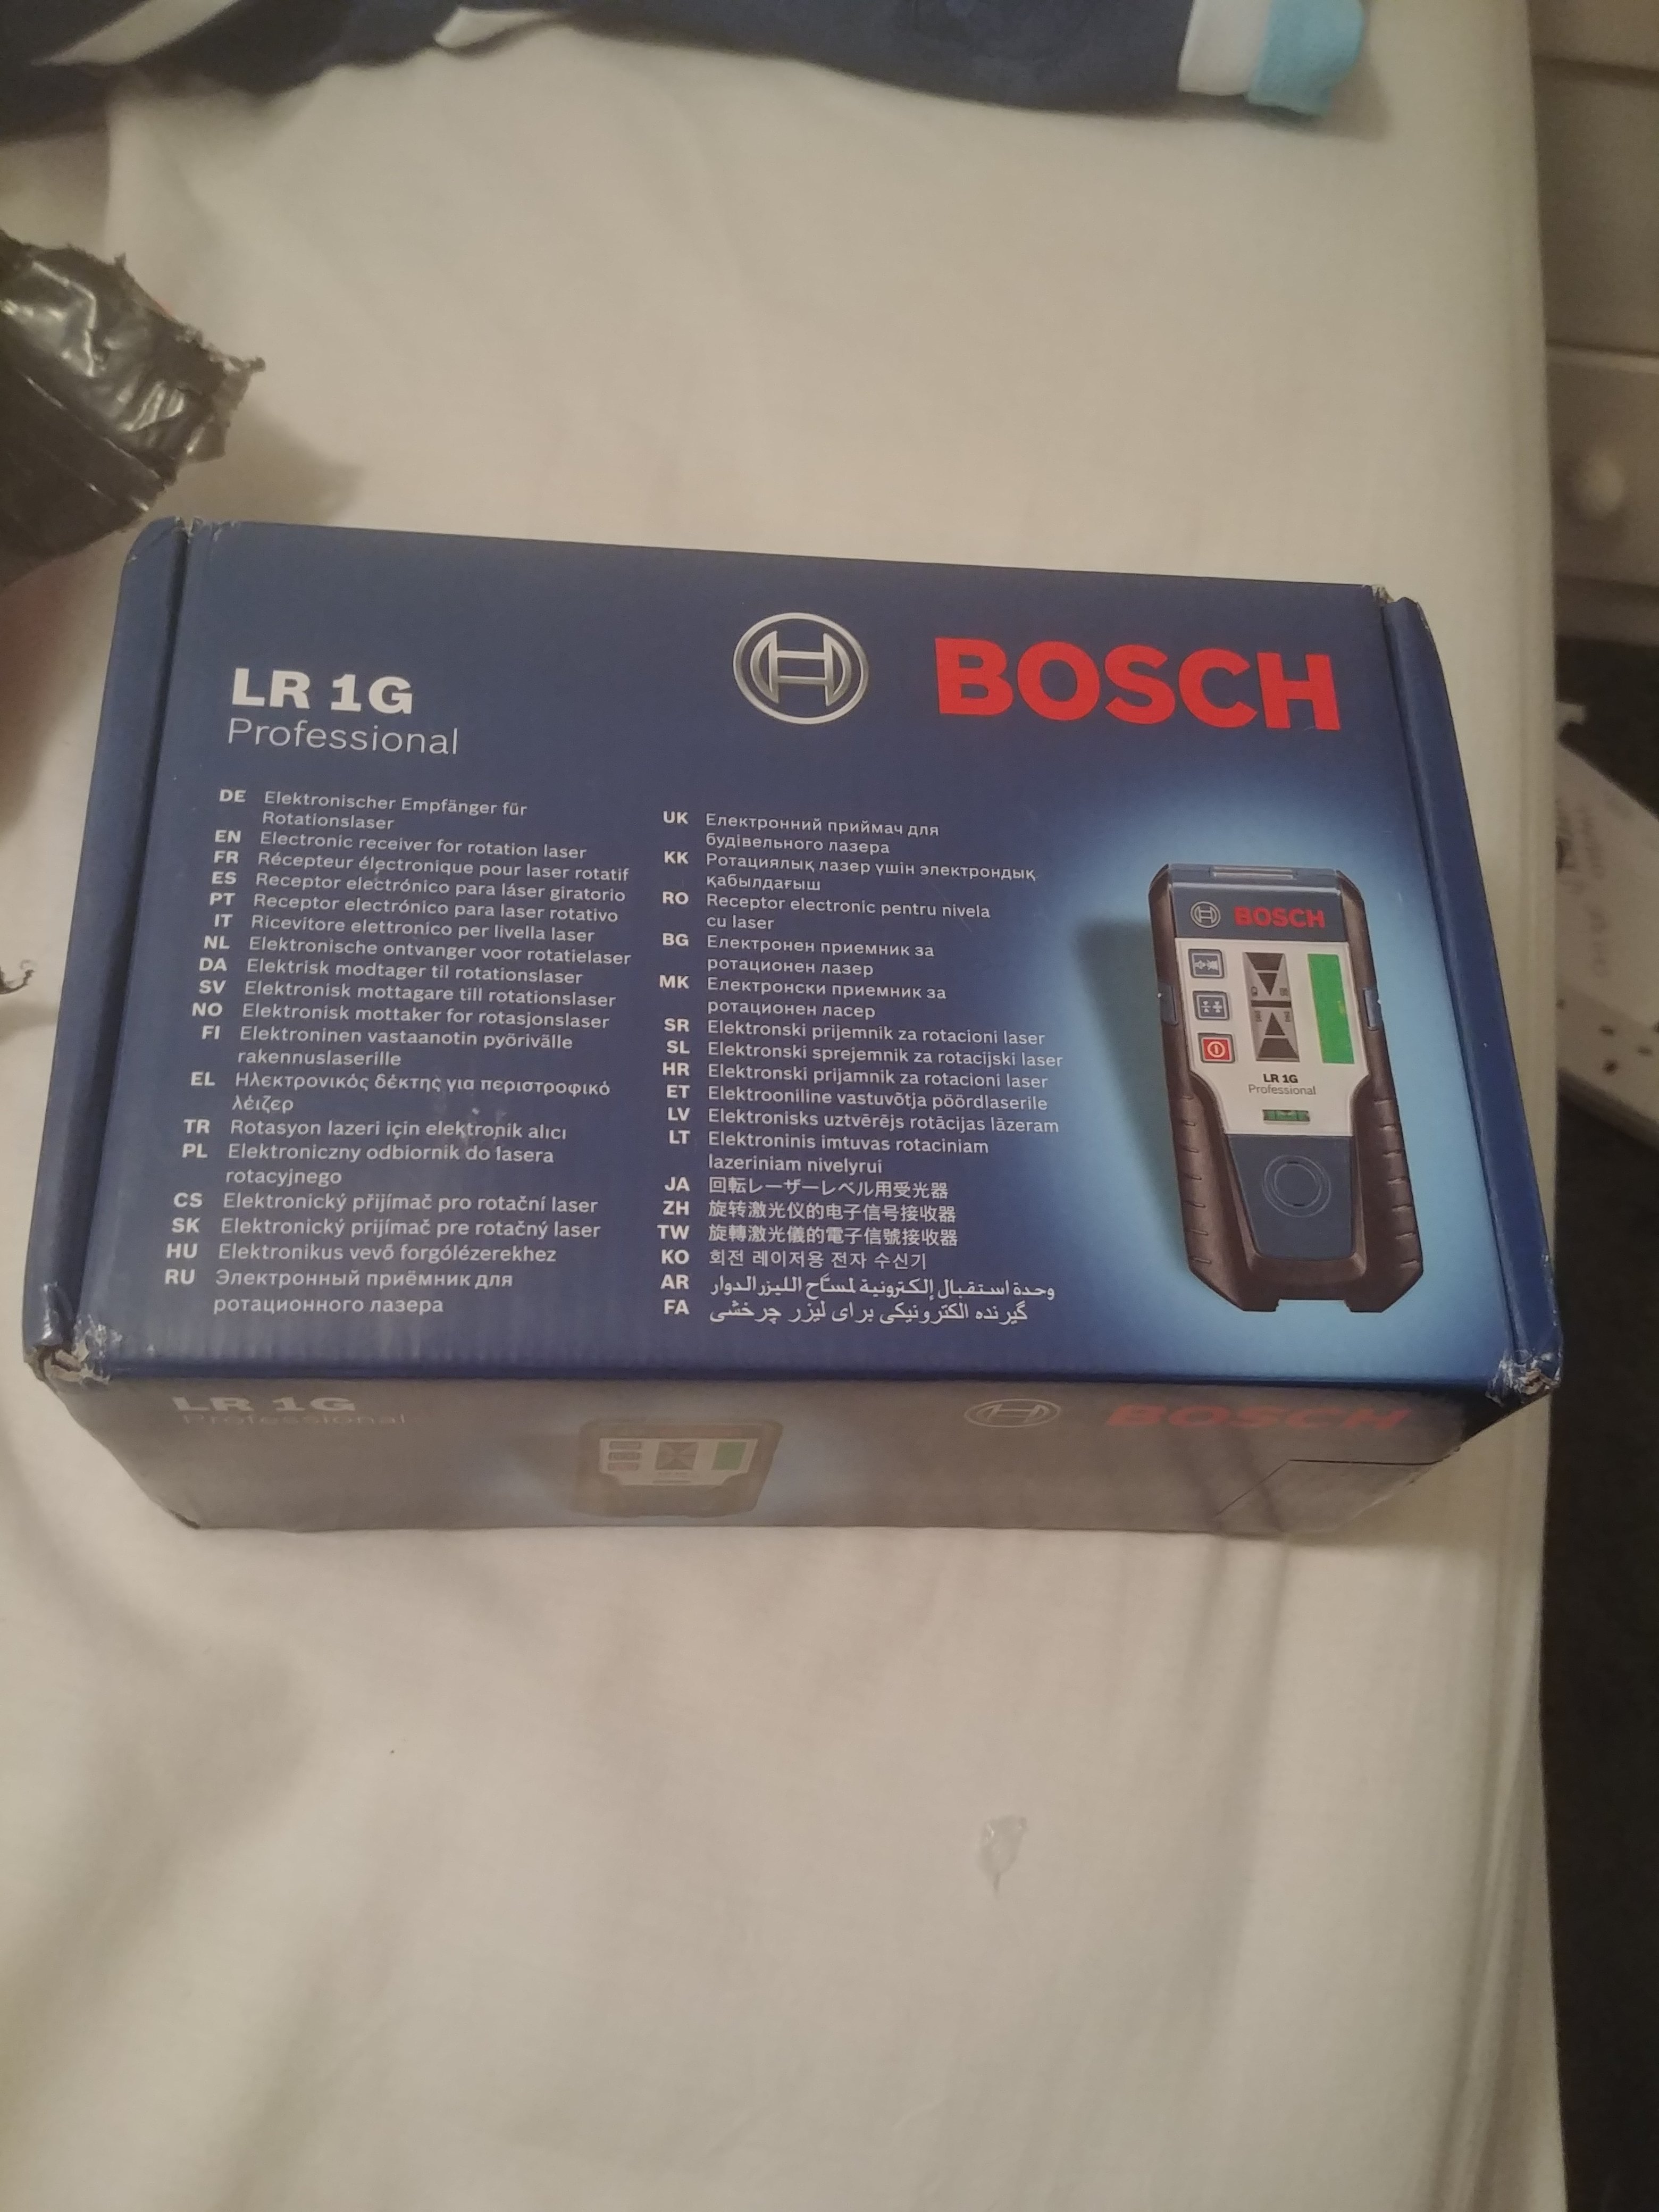 LR 1G
Professional
BOSCH
DE Elektronischer Empfänger für
Rotationslaser
EN Electronic receiver for rotation laser
FR Récepteur électronique pour laser rotatif
ES Receptor electrónico para láser giratorio
PT Receptor electrónico para laser rotativo
IT Ricevitore elettronico per livella laser
NL Elektronische ontvanger voor rotatielaser
DA Elektrisk modtager til rotationslaser
SV Elektronisk mottagare till rotationslaser
NO Elektronisk mottaker for rotasjonslaser
FI Elektroninen vastaanotin pyörivälle
rakennuslaserille
EL Ηλεκτρονικός δέκτης για περιστροφικό
λέιζερ
TR Rotasyon lazeri için elektronik alıcı
PL Elektroniczny odbiornik do lasera
rotacyjnego
CS Elektronický přijímač pro rotační laser
SK Elektronický prijímač pre rotačný laser
HU Elektronikus vevő forgólézerekhez
RU Электронный приёмник для
ротационного лазера
UK Електронний приймач для
будівельного лазера
KK Ротациялық лазер үшін электрондық
қабылдағыш
RO Receptor electronic pentru nivela
cu laser
BG Електронен приемник за
ротационен лазер
MK Електронски приемник за
ротационен ласер
SR Elektronski prijemnik za rotacioni laser
SL Elektronski sprejemnik za rotacijski laser
HR Elektronski prijamnik za rotacioni laser
ET Elektrooniline vastuvõtja pöördlaserile
LV Elektronisks uztvērējs rotācijas lāzeram
LT Elektroninis imtuvas rotaciniam
lazeriniam nivelyrui
JA 回転レーザーレベル用受光器
ZH 旋转激光仪的电子信号接收器
TW 旋轉激光儀的電子信號接收器
KO 회전 레이저용 전자 수신기
AR وحدة استقبال إلكترونية لمسّاح الليزر الدوار
FA گیرنده الکترونیکی برای لیزر چرخشی
BOSCH
LR 1G
Professional
LR 1G
Professional
BOSCH